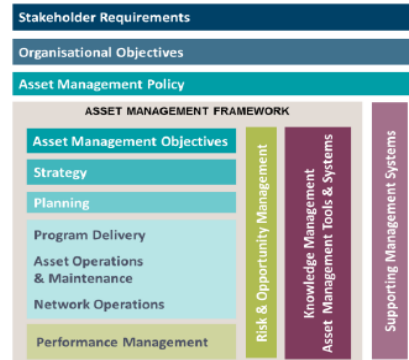 Stakeholder Requirements
Organisational Objectives
Asset Management Policy
ASSET MANAGEMENT FRAMEWORK
Asset Management Objectives
Strategy
Planning
Program Delivery
Asset Operations
& Maintenance
Network Operations
Performance Management
Risk & Opportunity Management
Knowledge Management
Asset Management Tools & Systems
Supporting Management Systems